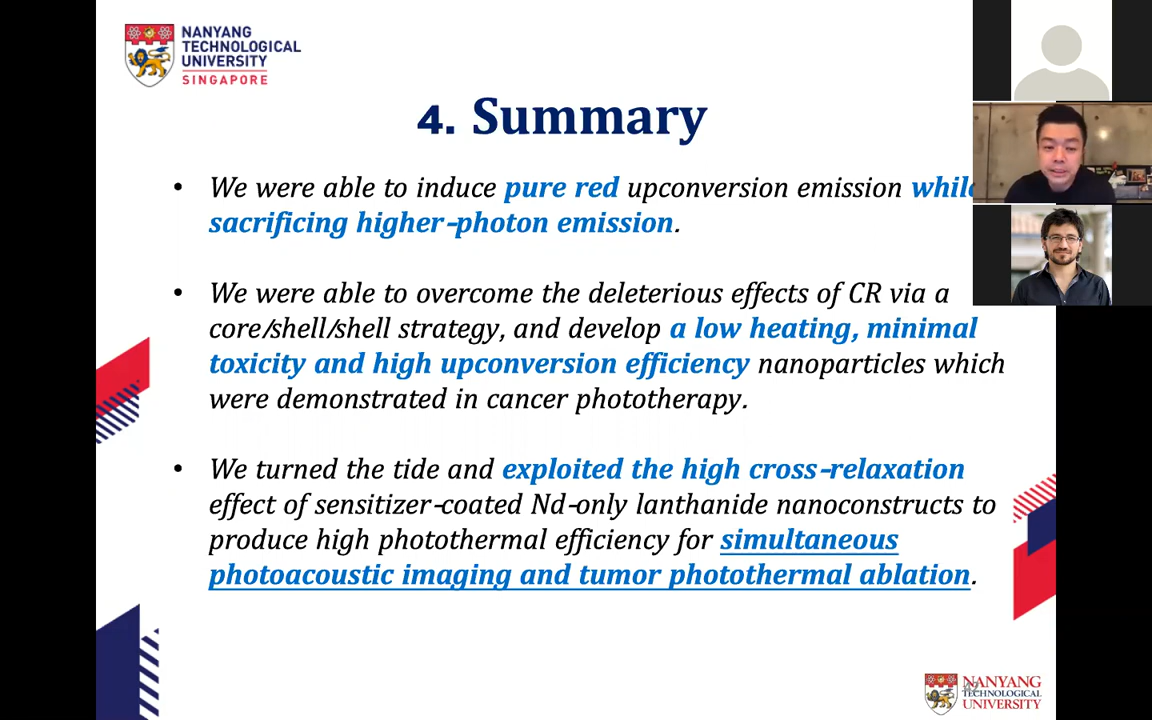 NANYANG
TECHNOLOGICAL
UNIVERSITY
SINGAPORE
4. Summary
• We were able to induce pure red upconversion emission while
sacrificing higher-photon emission.
• We were able to overcome the deleterious effects of CR via a
core/shell/shell strategy, and develop a low heating, minimal
toxicity and high upconversion efficiency nanoparticles which
were demonstrated in cancer phototherapy.
• We turned the tide and exploited the high cross-relaxation
effect of sensitizer-coated Nd-only lanthanide nanoconstructs to
produce high photothermal efficiency for simultaneous
photoacoustic imaging and tumor photothermal ablation.
NANYANG
TECHNOLOGICAL
UNIVERSITY